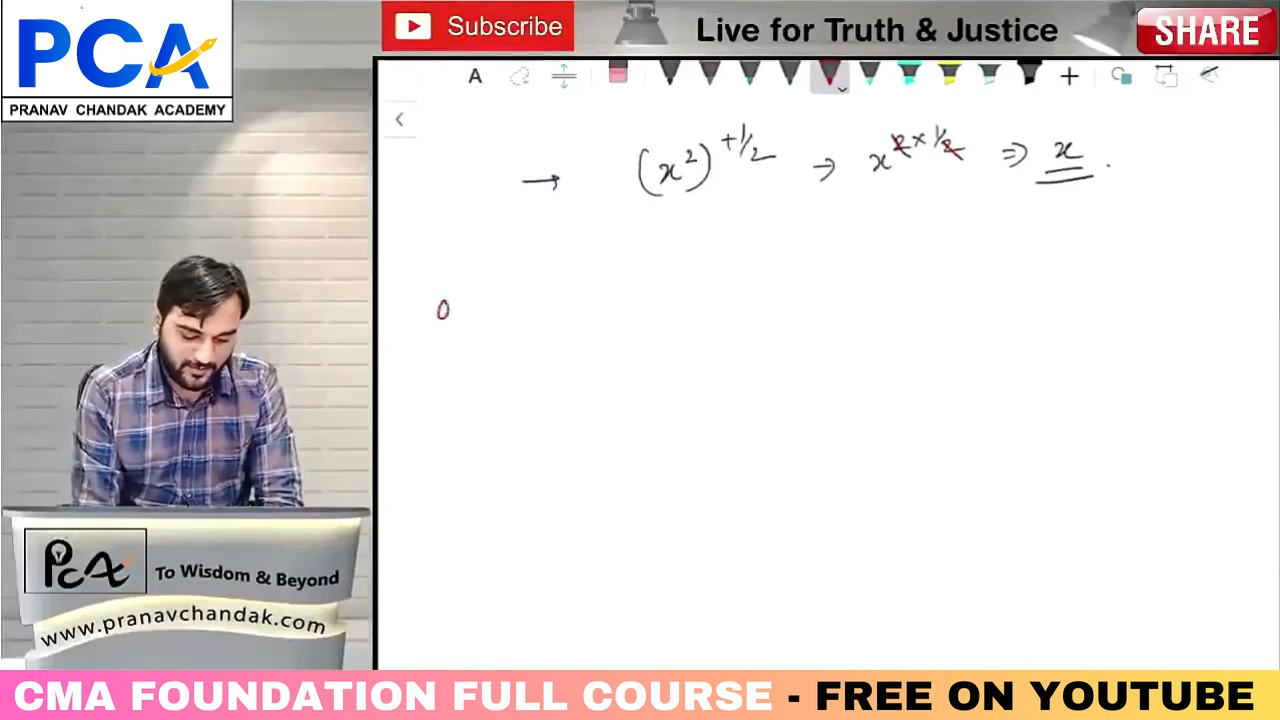 PCA
PRANAV CHANDAK ACADEMY
Subscribe
Live for Truth & Justice
SHARE
A
→ (x²)^{+1/2} → x^{2×1/2} ⇒ x.
0
PCA
To Wisdom & Beyond
www.pranavchandak.com
CMA FOUNDATION FULL COURSE - FREE ON YOUTUBE